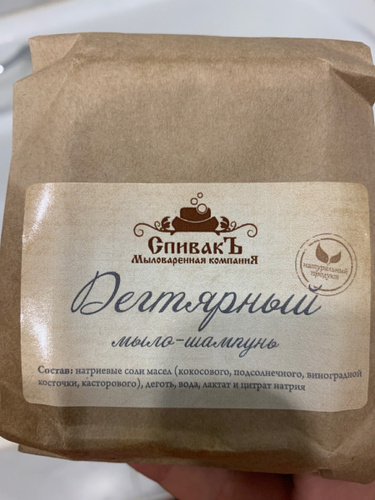 СпивакЪ
Мыловаренная компаниЯ
натуральный
продукт
Дегтярный
мыло-шампунь
Состав: натриевые соли масел (кокосового, подсолнечного, виноградной
косточки, касторового), деготь, вода, лактат и цитрат натрия